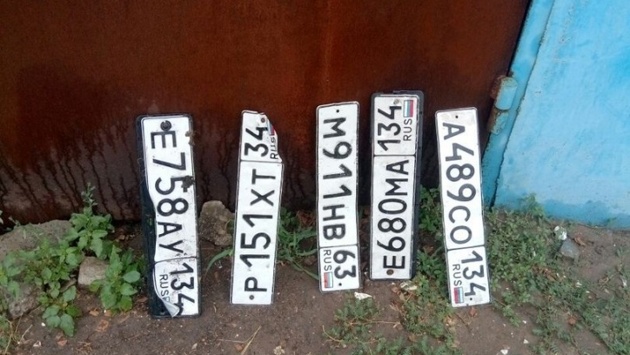 Е758АУ 134 RUS
Р151ХТ 34 RUS
М911НВ 63 RUS
Е680МА 134 RUS
А489СО 134 RUS